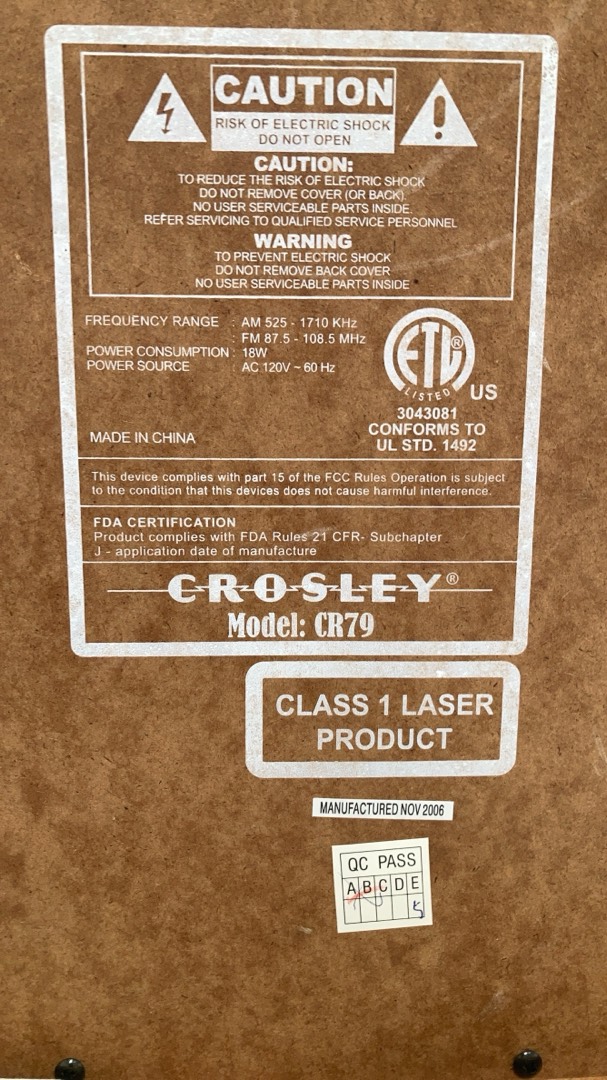 CAUTION
RISK OF ELECTRIC SHOCK
DO NOT OPEN
CAUTION:
TO REDUCE THE RISK OF ELECTRIC SHOCK
DO NOT REMOVE COVER (OR BACK)
NO USER SERVICEABLE PARTS INSIDE.
REFER SERVICING TO QUALIFIED SERVICE PERSONNEL
WARNING
TO PREVENT ELECTRIC SHOCK
DO NOT REMOVE BACK COVER
NO USER SERVICEABLE PARTS INSIDE
FREQUENCY RANGE : AM 525 - 1710 KHz
: FM 87.5 - 108.5 MHz
POWER CONSUMPTION : 18W
POWER SOURCE : AC 120V ~ 60 Hz
ETL ®
LISTED
US
3043081
CONFORMS TO
UL STD. 1492
MADE IN CHINA
This device complies with part 15 of the FCC Rules Operation is subject
to the condition that this devices does not cause harmful interference.
FDA CERTIFICATION
Product complies with FDA Rules 21 CFR- Subchapter
J - application date of manufacture
CROSLEY®
Model: CR79
CLASS 1 LASER
PRODUCT
MANUFACTURED NOV 2006
QC PASS
A B C D E